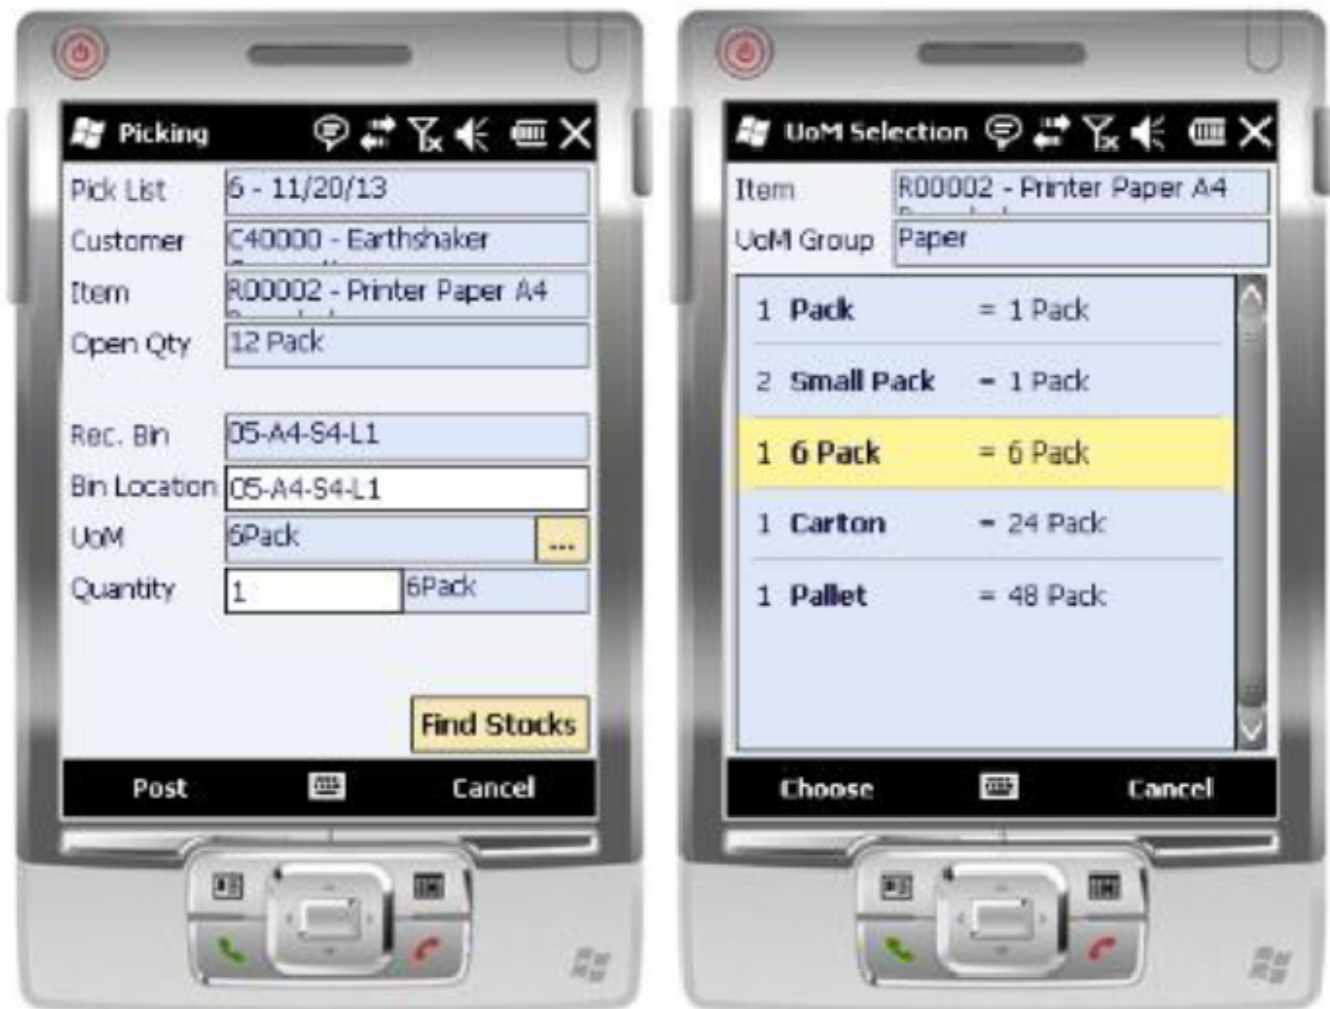 Picking
Pick List 6 - 11/20/13
Customer C40000 - Earthshaker
Item R00002 - Printer Paper A4
Open Qty 12 Pack
Rec. Bin 05-A4-S4-L1
Bin Location 05-A4-S4-L1
UoM 6Pack ...
Quantity 1 6Pack
Find Stocks
Post Cancel
UoM Selection
Item R00002 - Printer Paper A4
UoM Group Paper
1 Pack = 1 Pack
2 Small Pack = 1 Pack
1 6 Pack = 6 Pack
1 Carton = 24 Pack
1 Pallet = 48 Pack
Choose Cancel